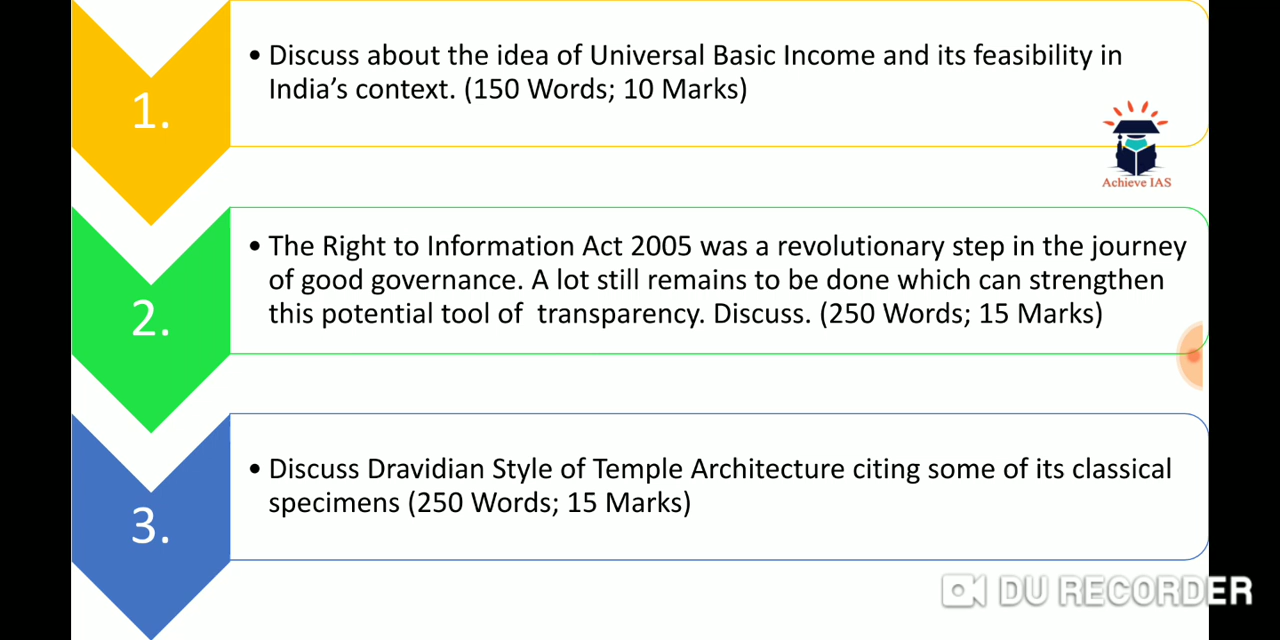 1.
• Discuss about the idea of Universal Basic Income and its feasibility in
India's context. (150 Words; 10 Marks)
Achieve IAS
2.
• The Right to Information Act 2005 was a revolutionary step in the journey
of good governance. A lot still remains to be done which can strengthen
this potential tool of transparency. Discuss. (250 Words; 15 Marks)
3.
• Discuss Dravidian Style of Temple Architecture citing some of its classical
specimens (250 Words; 15 Marks)
DU RECORDER